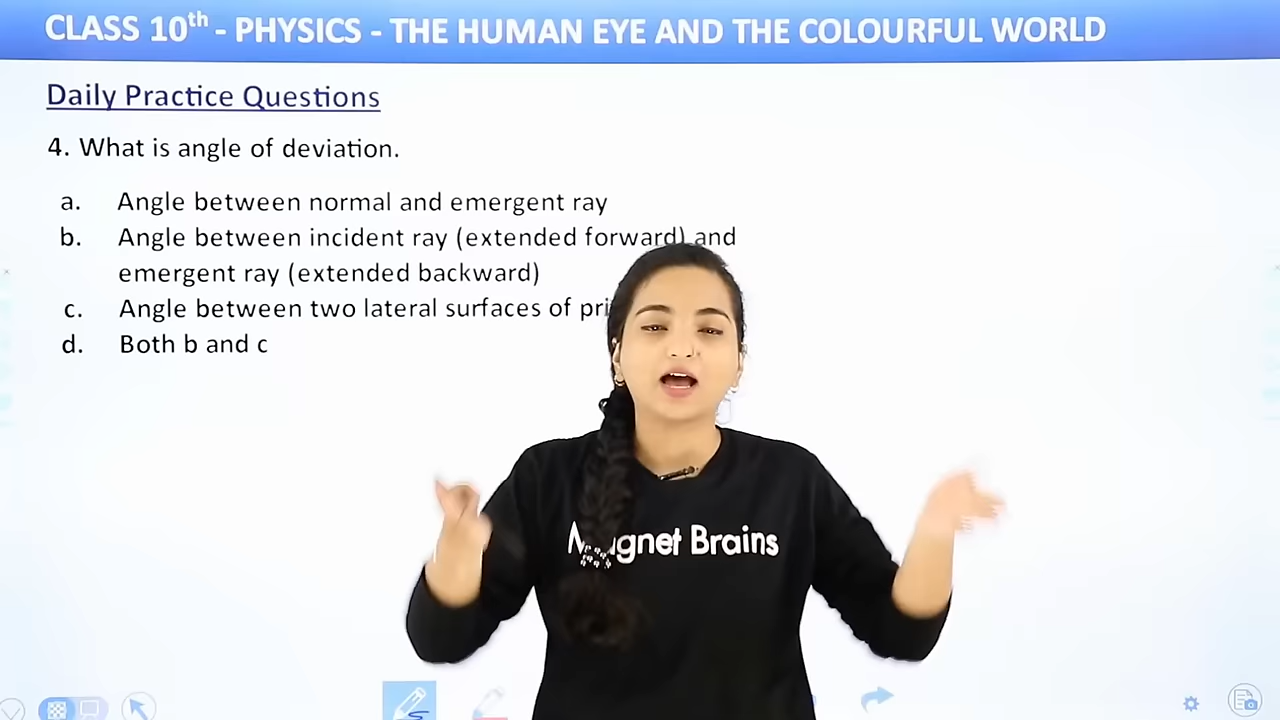 CLASS 10th - PHYSICS - THE HUMAN EYE AND THE COLOURFUL WORLD
Daily Practice Questions
4. What is angle of deviation.
a. Angle between normal and emergent ray
b. Angle between incident ray (extended forward) and
emergent ray (extended backward)
c. Angle between two lateral surfaces of
d. Both b and c
Brains